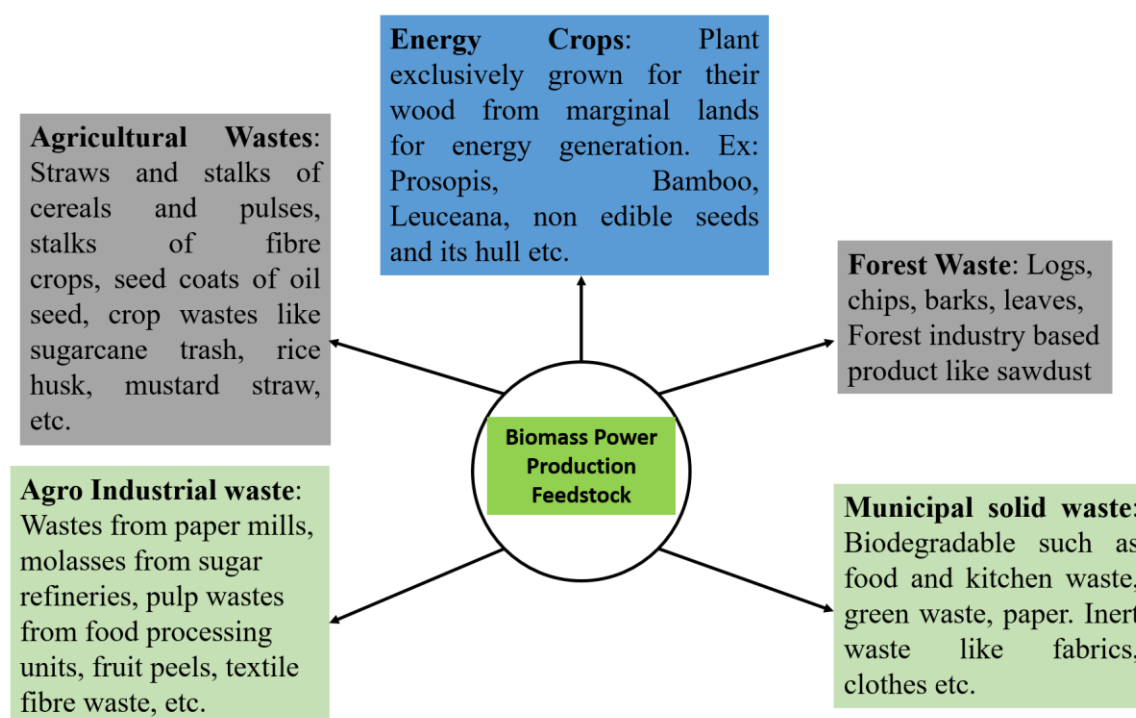 Energy Crops: Plant
exclusively grown for their
wood from marginal lands
for energy generation. Ex:
Prosopis, Bamboo,
Leuceana, non edible seeds
and its hull etc.
Agricultural Wastes:
Straws and stalks of
cereals and pulses,
stalks of fibre
crops, seed coats of oil
seed, crop wastes like
sugarcane trash, rice
husk, mustard straw,
etc.
Forest Waste: Logs,
chips, barks, leaves,
Forest industry based
product like sawdust
Biomass Power
Production
Feedstock
Agro Industrial waste:
Wastes from paper mills,
molasses from sugar
refineries, pulp wastes
from food processing
units, fruit peels, textile
fibre waste, etc.
Municipal solid waste:
Biodegradable such as
food and kitchen waste,
green waste, paper. Inert
waste like fabrics,
clothes etc.